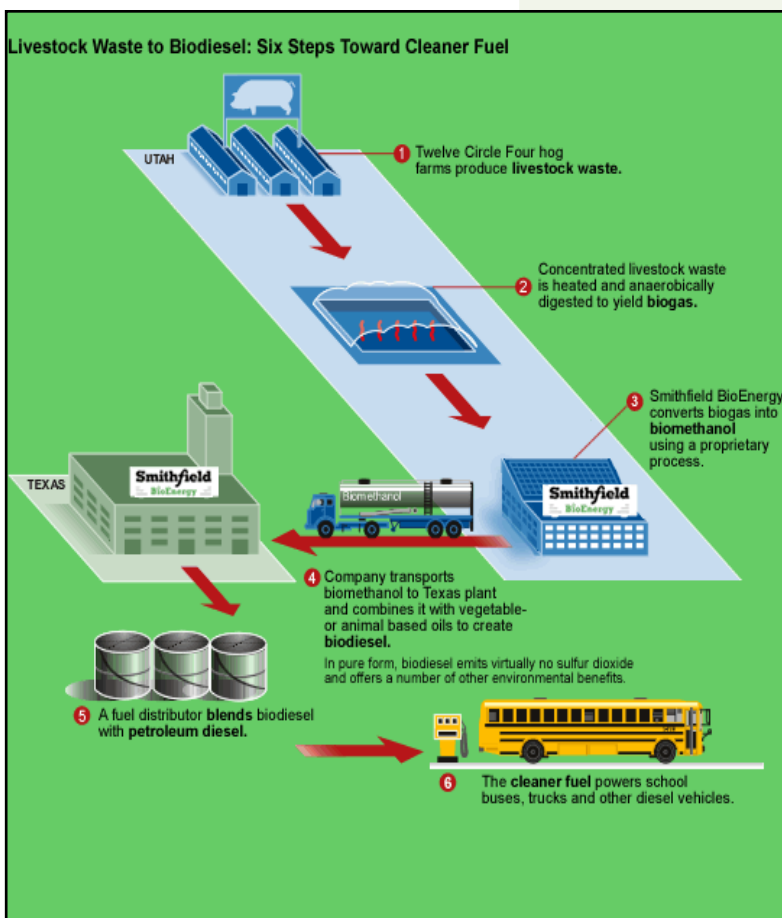 Livestock Waste to Biodiesel: Six Steps Toward Cleaner Fuel
UTAH
1 Twelve Circle Four hog
farms produce livestock waste.
Concentrated livestock waste
2 is heated and anaerobically
digested to yield biogas.
3 Smithfield BioEnergy
converts biogas into
biomethanol
using a proprietary
process.
Smithfield
BioEnergy
TEXAS
Smithfield
BioEnergy
Biomethanol
4 Company transports
biomethanol to Texas plant
and combines it with vegetable-
or animal based oils to create
biodiesel.
In pure form, biodiesel emits virtually no sulfur dioxide
and offers a number of other environmental benefits.
5 A fuel distributor blends biodiesel
with petroleum diesel.
6 The cleaner fuel powers school
buses, trucks and other diesel vehicles.